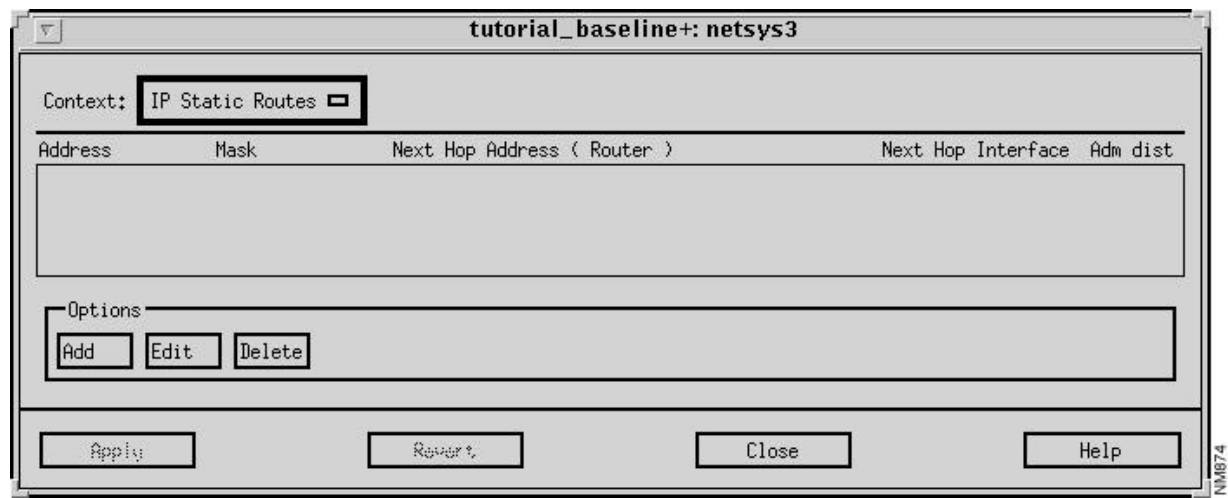 tutorial_baseline+: netsys3
Context: IP Static Routes
Address Mask Next Hop Address ( Router ) Next Hop Interface Adm dist
Options
Add Edit Delete
Apply Revert Close Help
NM874